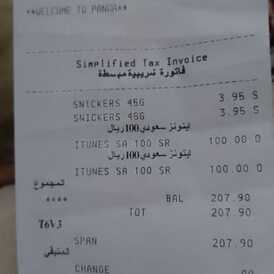 **WELCOME TO PANDA**
Simplified Tax Invoice
فاتورة ضريبية مبسطة
SNICKERS 45G 3.95 S
SNICKERS 45G 3.95 S
ايتونز سعودي 100 ريال
ITUNES SA 100 SR 100.00 O
ايتونز سعودي 100 ريال
ITUNES SA 100 SR 100.00 O
المجموع
**** BAL 207.90
TOT 207.90
SPAN 207.90
المتبقي
CHANGE .00